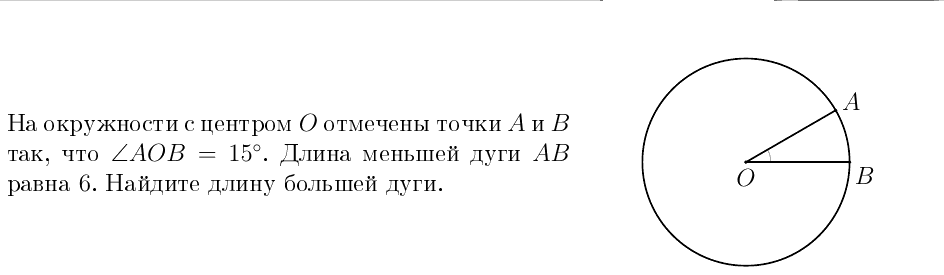 На окружности с центром O отмечены точки A и B
так, что ∠AOB = 15°. Длина меньшей дуги AB
равна 6. Найдите длину большей дуги.
A
O
B